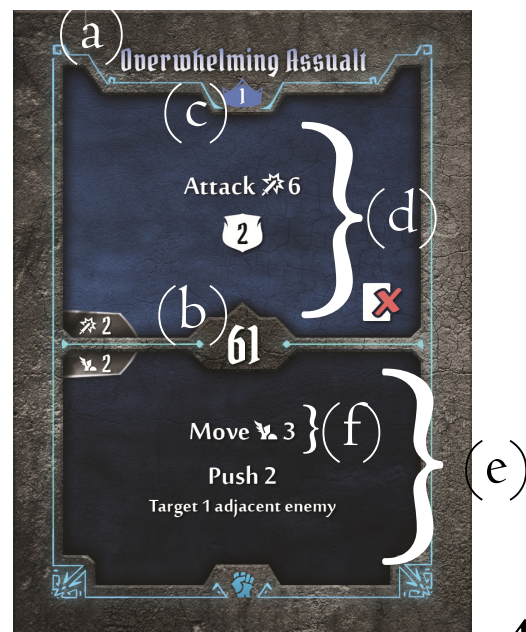 (a)
Overwhelming Assualt
1
(c)
Attack 6
2
(d)
(b)
2
61
2
Move 3
(f)
Push 2
(e)
Target 1 adjacent enemy